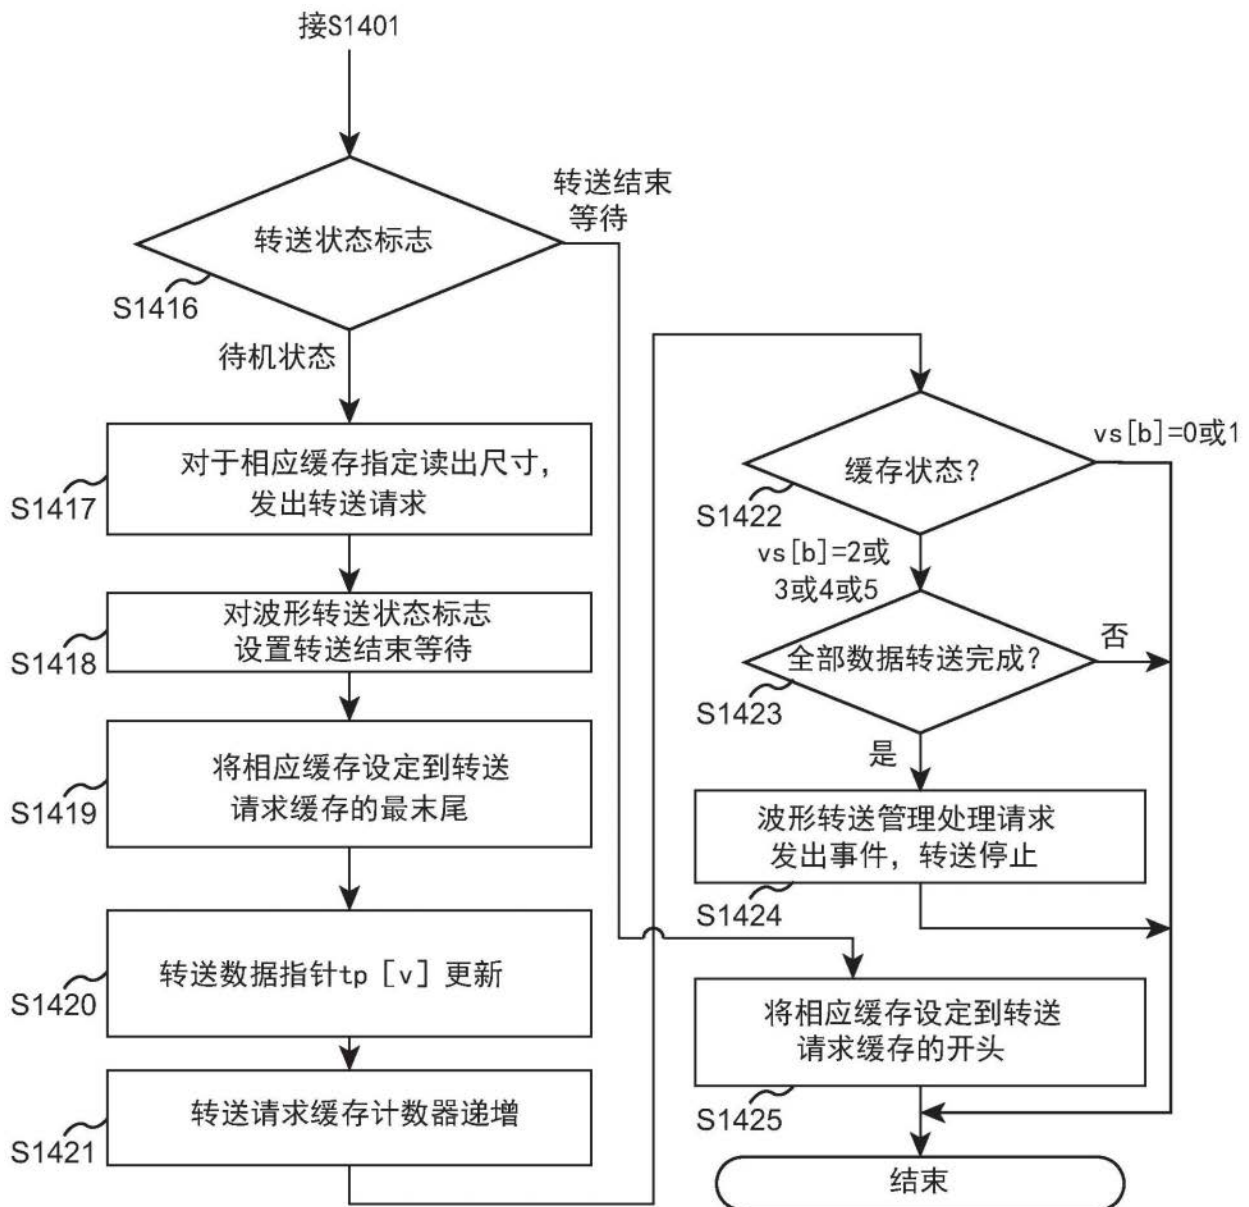 接S1401
转送结束
等待
转送状态标志
S1416
待机状态
对于相应缓存指定读出尺寸,
发出转送请求
S1417
对波形转送状态标志
设置转送结束等待
S1418
将相应缓存设定到转送
请求缓存的最末尾
S1419
转送数据指针tp [v] 更新
S1420
转送请求缓存计数器递增
S1421
vs[b]=0或1
缓存状态?
S1422
vs[b]=2或
3或4或5
否
全部数据转送完成?
S1423
是
波形转送管理处理请求
发出事件, 转送停止
S1424
将相应缓存设定到转送
请求缓存的开头
S1425
结束